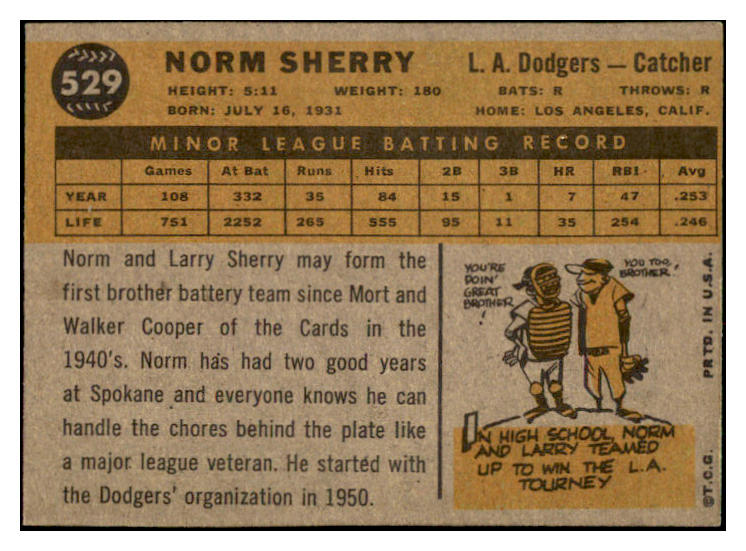 529
NORM SHERRY
L. A. Dodgers — Catcher
HEIGHT: 5:11 WEIGHT: 180 BATS: R THROWS: R
BORN: JULY 16, 1931 HOME: LOS ANGELES, CALIF.
MINOR LEAGUE BATTING RECORD
Games At Bat Runs Hits 2B 3B HR RBI Avg
YEAR 108 332 35 84 15 1 7 47 .253
LIFE 751 2252 265 555 95 11 35 254 .246
Norm and Larry Sherry may form the
first brother battery team since Mort and
Walker Cooper of the Cards in the
1940's. Norm has had two good years
at Spokane and everyone knows he can
handle the chores behind the plate like
a major league veteran. He started with
the Dodgers' organization in 1950.
YOU'RE
DOIN'
GREAT
BROTHER
!
YOU TOO,
BROTHER!
IN HIGH SCHOOL, NORM
AND LARRY TEAMED
UP TO WIN THE L.A.
TOURNEY
PRTD. IN U.S.A.
©T.C.G.